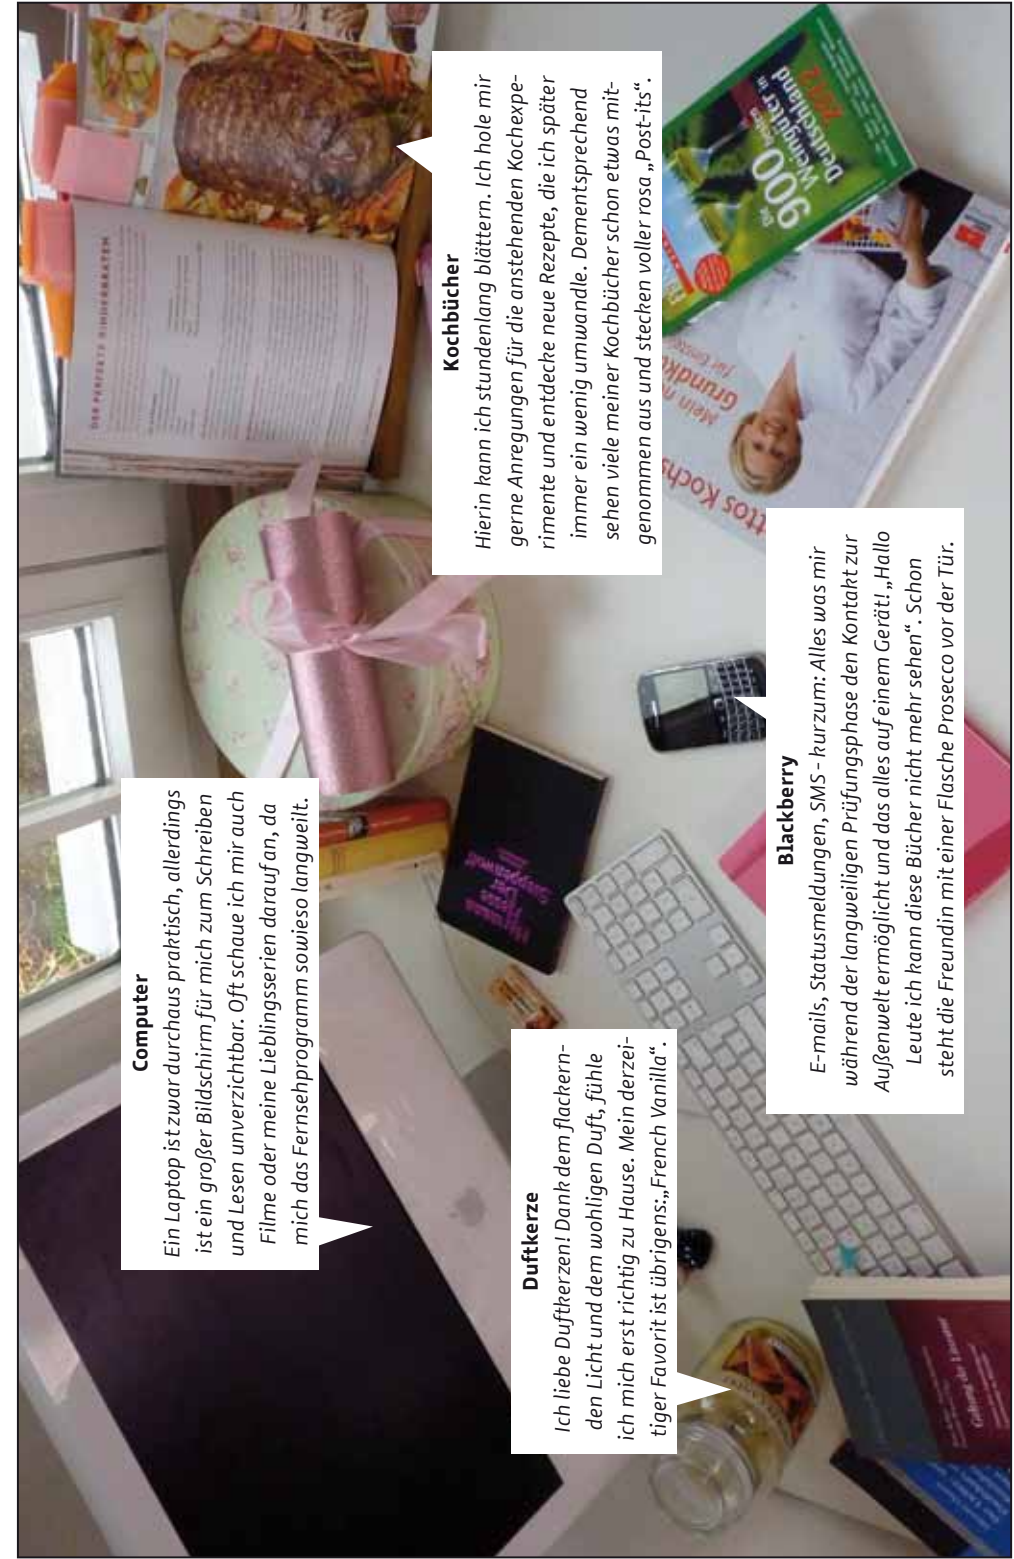 Computer
Ein Laptop ist zwar durchaus praktisch, allerdings
ist ein großer Bildschirm für mich zum Schreiben
und Lesen unverzichtbar. Oft schaue ich mir auch
Filme oder meine Lieblingsserien darauf an, da
mich das Fernsehprogramm sowieso langweilt.
DER PERFEKTE RINDERBRATEN
Kochbücher
Hierin kann ich stundenlang blättern. Ich hole mir
gerne Anregungen für die anstehenden Kochexpe-
rimente und entdecke neue Rezepte, die ich später
immer ein wenig umwandle. Dementsprechend
sehen viele meiner Kochbücher schon etwas mit-
genommen aus und stecken voller rosa „Post-its“.
Duftkerze
Ich liebe Duftkerzen! Dank dem flackern-
den Licht und dem wohligen Duft, fühle
ich mich erst richtig zu Hause. Mein derzei-
tiger Favorit ist übrigens:„French Vanilla“.
Die
900 besten
Weingüter in
Deutschland
2012
ttos Kochs
Mein
Grundk
Blackberry
E-mails, Statusmeldungen, SMS - kurzum: Alles was mir
während der langweiligen Prüfungsphase den Kontakt zur
Außenwelt ermöglicht und das alles auf einem Gerät! „Hallo
Leute ich kann diese Bücher nicht mehr sehen“. Schon
steht die Freundin mit einer Flasche Prosecco vor der Tür.